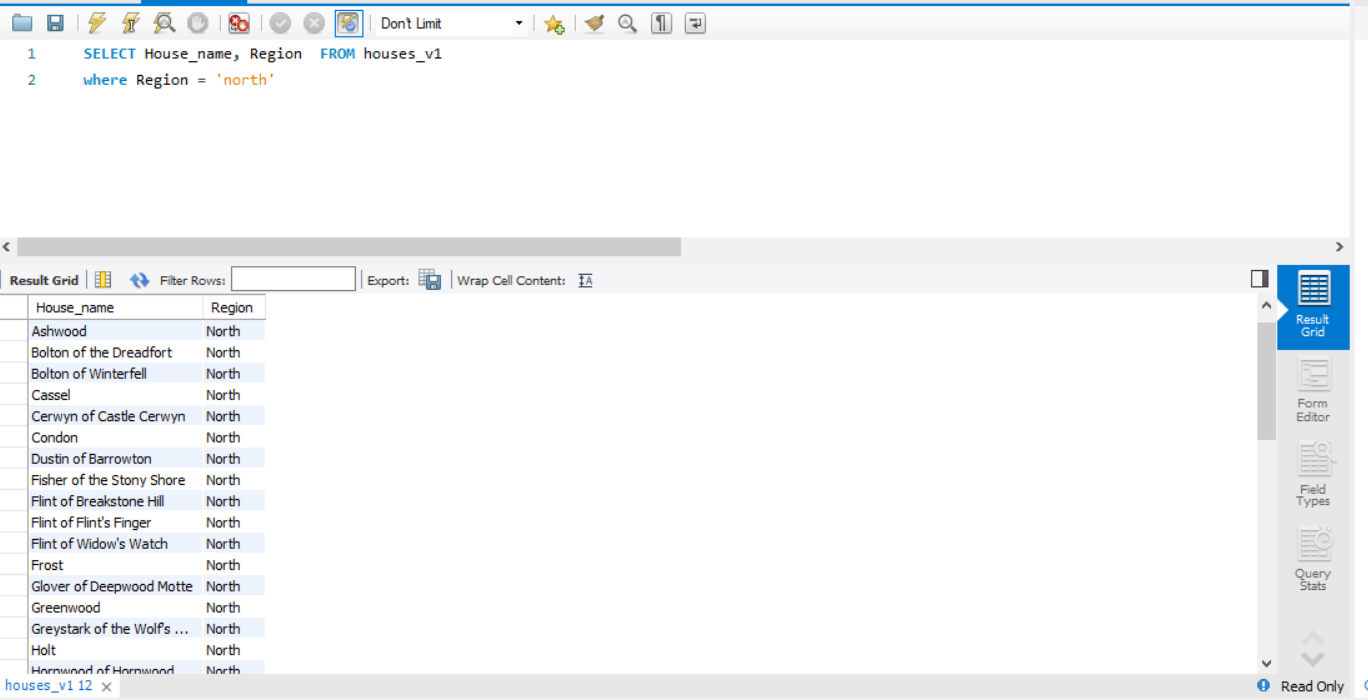 Don't Limit
1 SELECT House_name, Region  FROM houses_v1
2 where Region = 'north'
Result Grid Filter Rows: Export: Wrap Cell Content:
House_name Region
Ashwood North
Bolton of the Dreadfort North
Bolton of Winterfell North
Cassel North
Cerwyn of Castle Cerwyn North
Condon North
Dustin of Barrowton North
Fisher of the Stony Shore North
Flint of Breakstone Hill North
Flint of Flint's Finger North
Flint of Widow's Watch North
Frost North
Glover of Deepwood Motte North
Greenwood North
Greystark of the Wolf's ... North
Holt North
Hornwood of Hornwood North
Result
Grid
Form
Editor
Field
Types
Query
Stats
houses_v1 12
Read Only